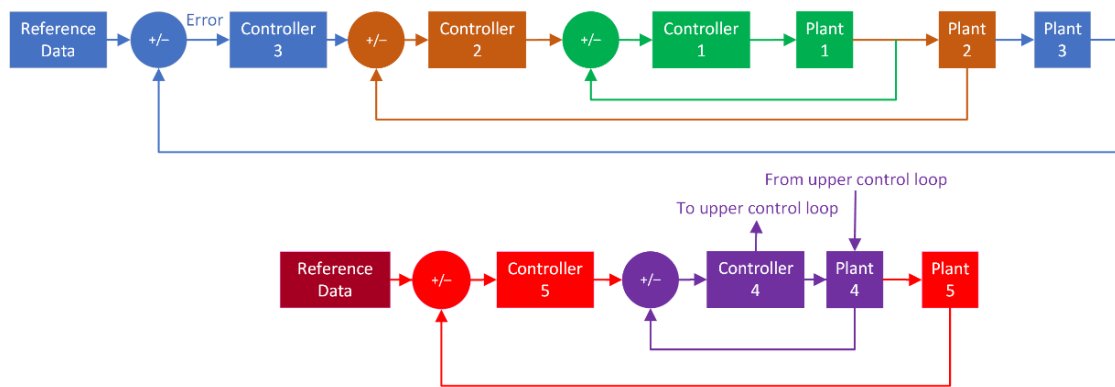 Error
Reference
Data
+/−
Controller
3
+/−
Controller
2
+/−
Controller
1
Plant
1
Plant
2
Plant
3
From upper control loop
To upper control loop
Reference
Data
+/−
Controller
5
+/−
Controller
4
Plant
4
Plant
5